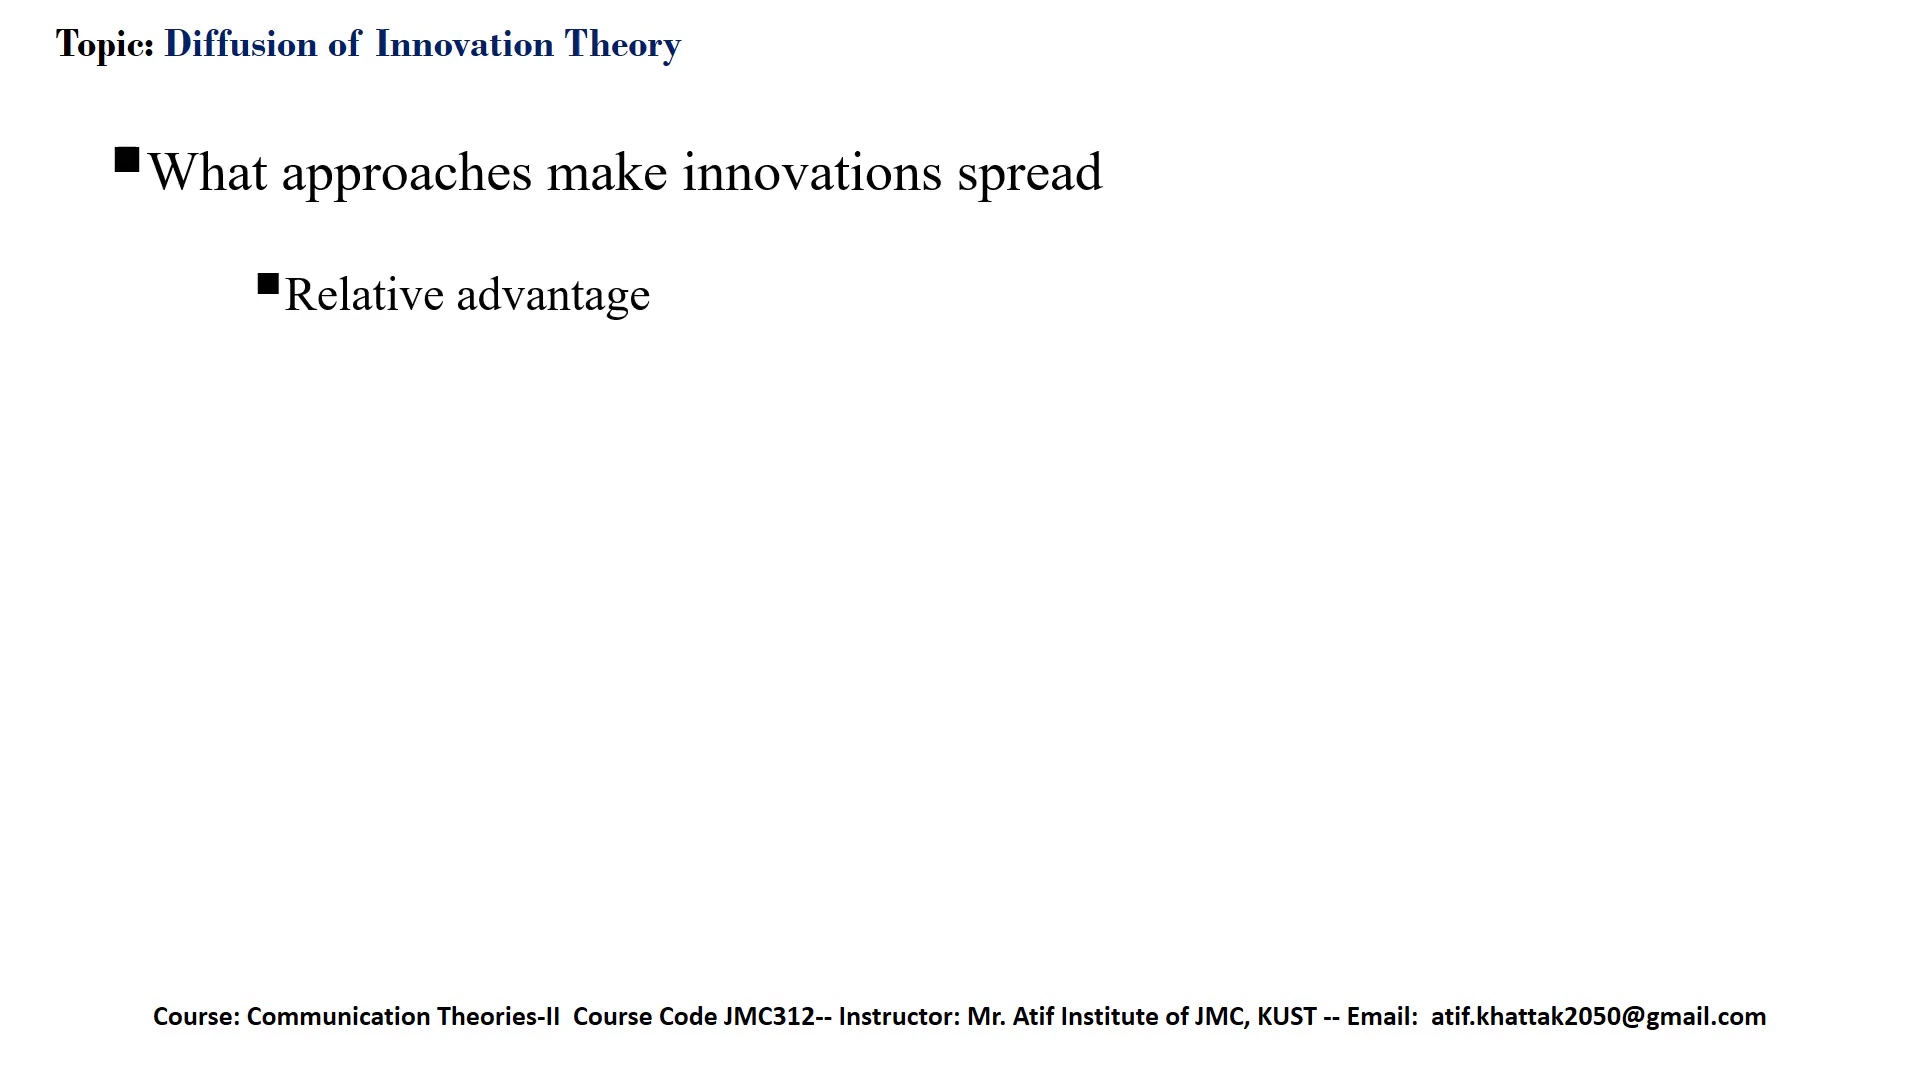 Topic: Diffusion of Innovation Theory
▪What approaches make innovations spread
▪Relative advantage
Course: Communication Theories-II  Course Code JMC312-- Instructor: Mr. Atif Institute of JMC, KUST -- Email:  atif.khattak2050@gmail.com